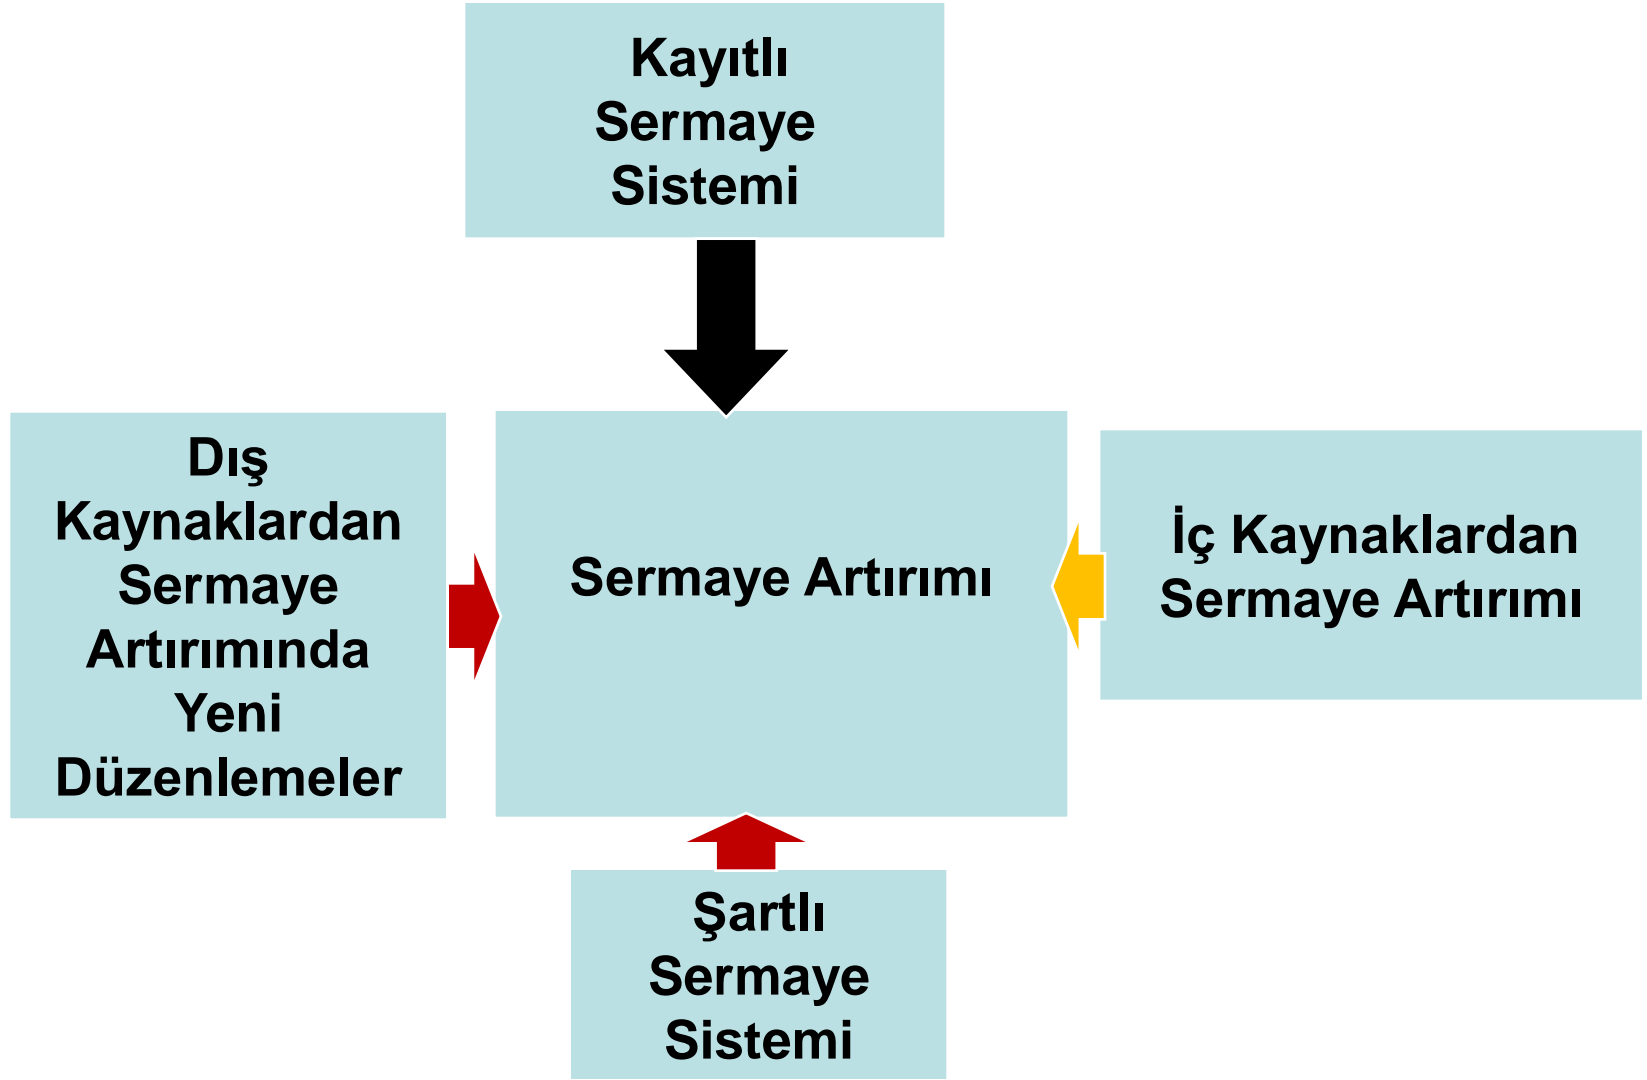 Kayıtlı
Sermaye
Sistemi
Dış
Kaynaklardan
Sermaye
Artırımında
Yeni
Düzenlemeler
Sermaye Artırımı
İç Kaynaklardan
Sermaye Artırımı
Şartlı
Sermaye
Sistemi